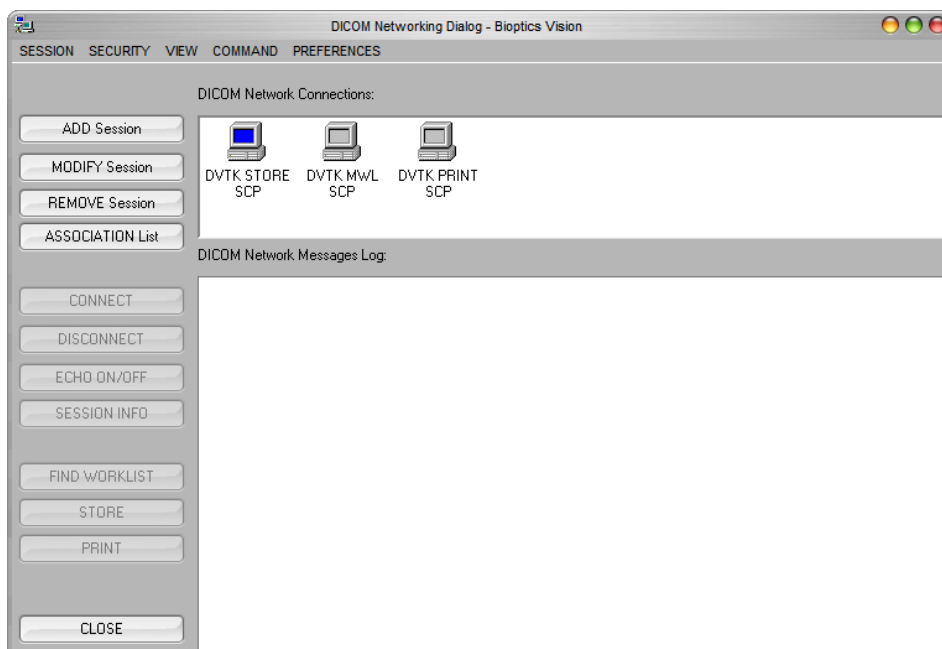 DICOM Networking Dialog - Bioptics Vision
SESSION SECURITY VIEW COMMAND PREFERENCES
DICOM Network Connections:
ADD Session
MODIFY Session
REMOVE Session
ASSOCIATION List
DVTK STORE SCP
DVTK MWL SCP
DVTK PRINT SCP
DICOM Network Messages Log:
CONNECT
DISCONNECT
ECHO ON/OFF
SESSION INFO
FIND WORKLIST
STORE
PRINT
CLOSE